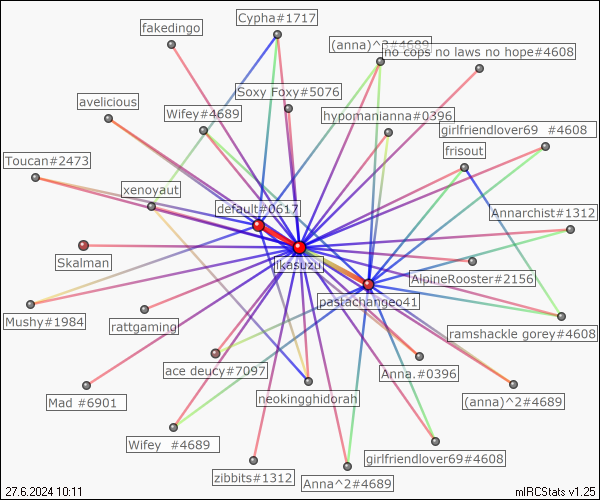 Cypha#1717
fakedingo
(anna)^3#4689
no cops no laws no hope#4608
Soxy Foxy#5076
avelicious
Wifey#4689
hypomanianna#0396
girlfriendlover69 #4608
frisout
Toucan#2473
xenoyaut
default#0617
Annarchist#1312
ikasuzu
Skalman
AlpineRooster#2156
pastachangeo41
Mushy#1984
rattgaming
ramshackle gorey#4608
ace deucy#7097
Anna.#0396
neokingghidorah
Mad #6901
(anna)^2#4689
Wifey #4689
girlfriendlover69#4608
zibbits#1312
Anna^2#4689
27.6.2024 10:11
mIRCStats v1.25